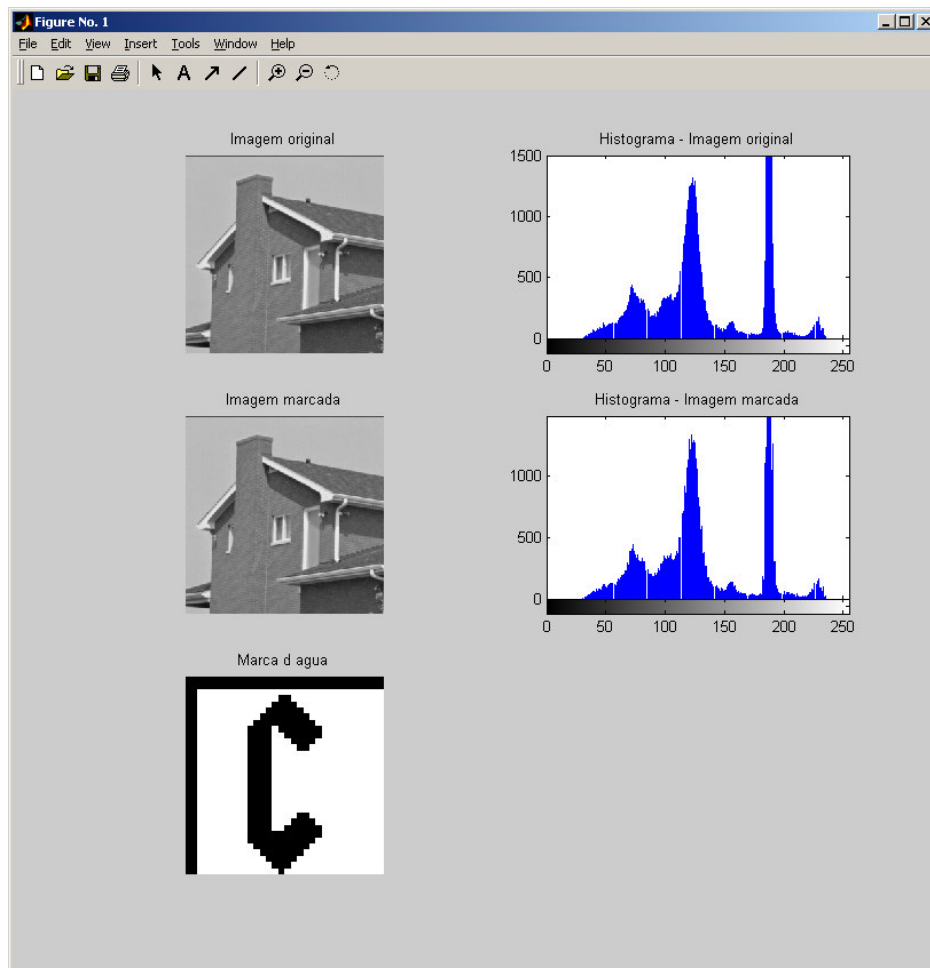 Figure No. 1
File Edit View Insert Tools Window Help
Imagem original
Histograma - Imagem original
1500
1000
500
0
0 50 100 150 200 250
Imagem marcada
Histograma - Imagem marcada
1000
500
0
0 50 100 150 200 250
Marca d agua